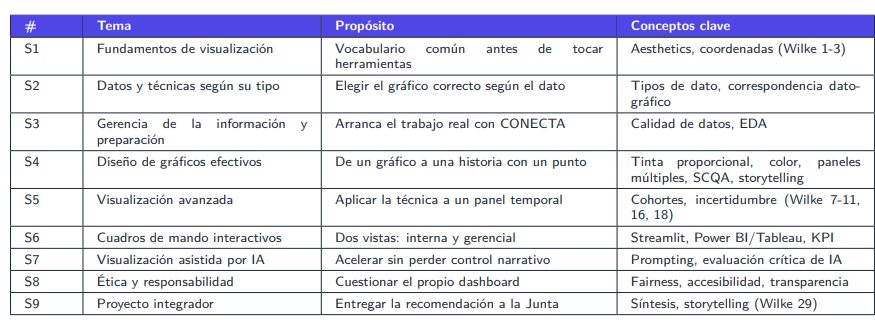 # Tema Propósito Conceptos clave
S1 Fundamentos de visualización Vocabulario común antes de tocar herramientas Aesthetics, coordenadas (Wilke 1-3)
S2 Datos y técnicas según su tipo Elegir el gráfico correcto según el dato Tipos de dato, correspondencia dato-gráfico
S3 Gerencia de la información y preparación Arranca el trabajo real con CONECTA Calidad de datos, EDA
S4 Diseño de gráficos efectivos De un gráfico a una historia con un punto Tinta proporcional, color, paneles múltiples, SCQA, storytelling
S5 Visualización avanzada Aplicar la técnica a un panel temporal Cohortes, incertidumbre (Wilke 7-11, 16, 18)
S6 Cuadros de mando interactivos Dos vistas: interna y gerencial Streamlit, Power BI/Tableau, KPI
S7 Visualización asistida por IA Acelerar sin perder control narrativo Prompting, evaluación crítica de IA
S8 Ética y responsabilidad Cuestionar el propio dashboard Fairness, accesibilidad, transparencia
S9 Proyecto integrador Entregar la recomendación a la Junta Síntesis, storytelling (Wilke 29)